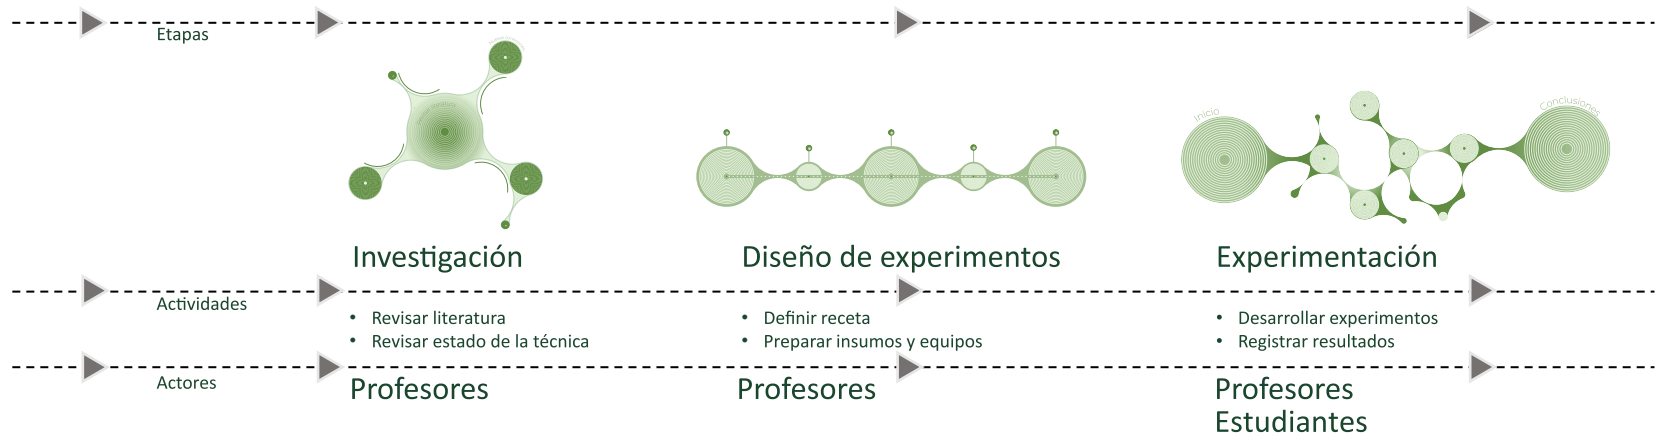 Etapas
Inicio
Conclusiones
Investigación
Diseño de experimentos
Experimentación
Actividades
• Revisar literatura
• Revisar estado de la técnica
• Definir receta
• Preparar insumos y equipos
• Desarrollar experimentos
• Registrar resultados
Actores
Profesores
Profesores
Profesores
Estudiantes